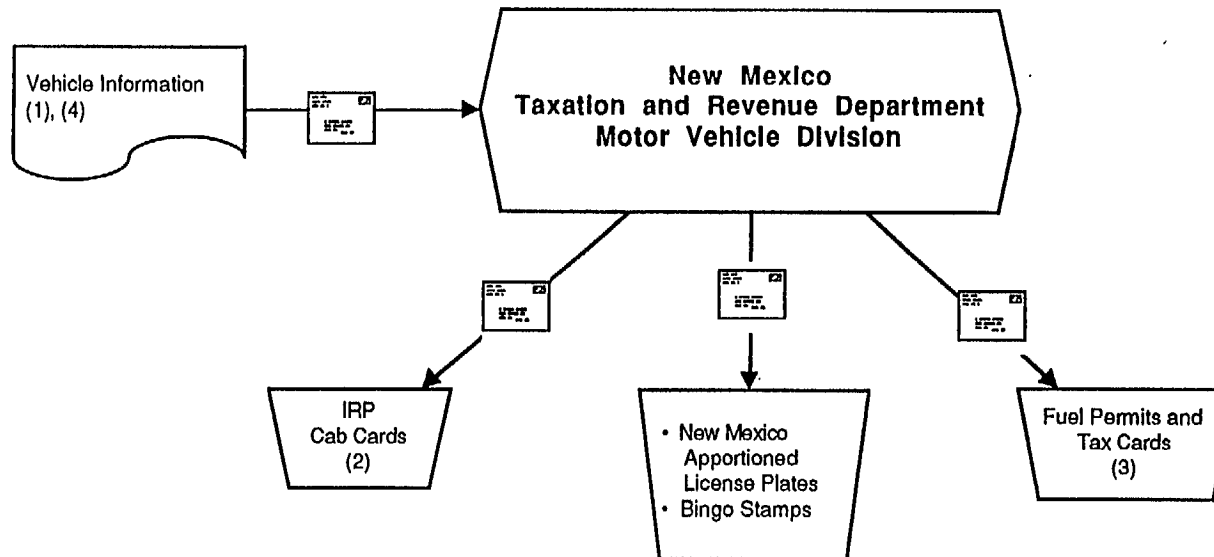 Vehicle Information
(1), (4)
New Mexico
Taxation and Revenue Department
Motor Vehicle Division
IRP
Cab Cards
(2)
• New Mexico
Apportioned
License Plates
• Bingo Stamps
Fuel Permits and
Tax Cards
(3)